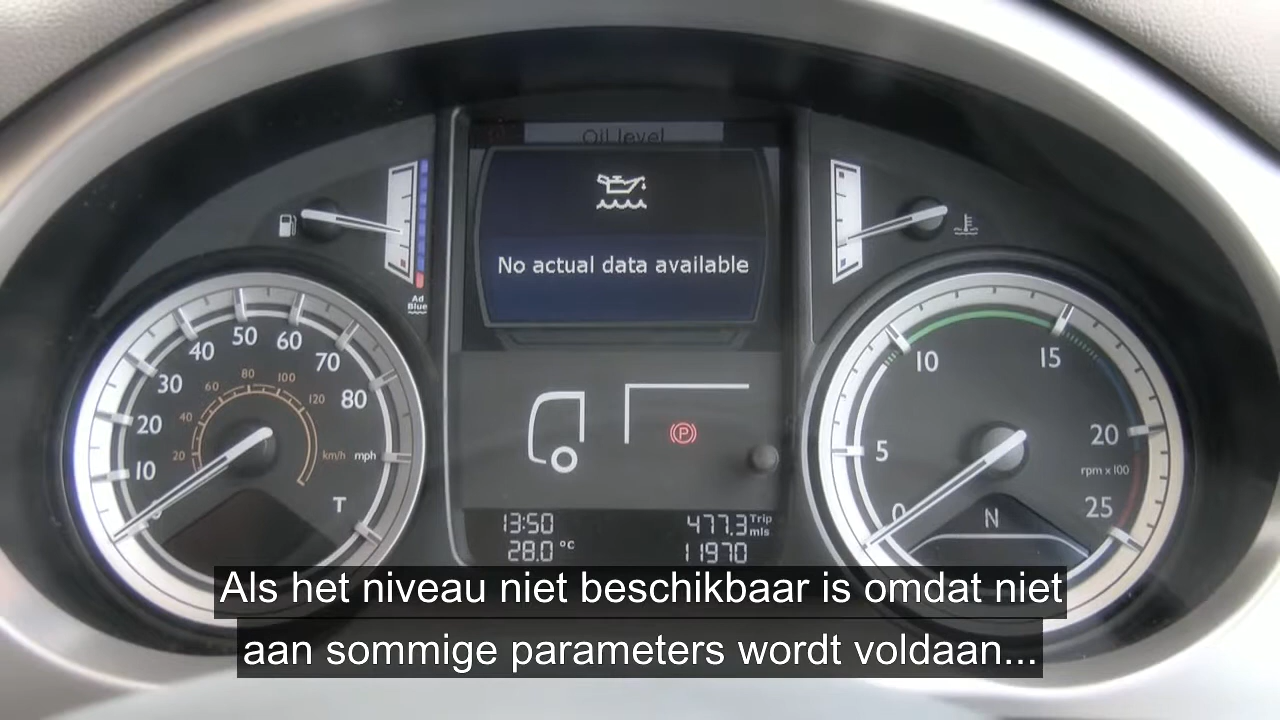 Oil level
No actual data available
Ad
Blue
10
20
30
40
50
60
70
80
20
40
60
80
100
120
km/h mph
T
0
5
10
15
20
25
rpm x100
N
P
13:50
477.3 Trip mls
28.0 °C
11970
Als het niveau niet beschikbaar is omdat niet
aan sommige parameters wordt voldaan...